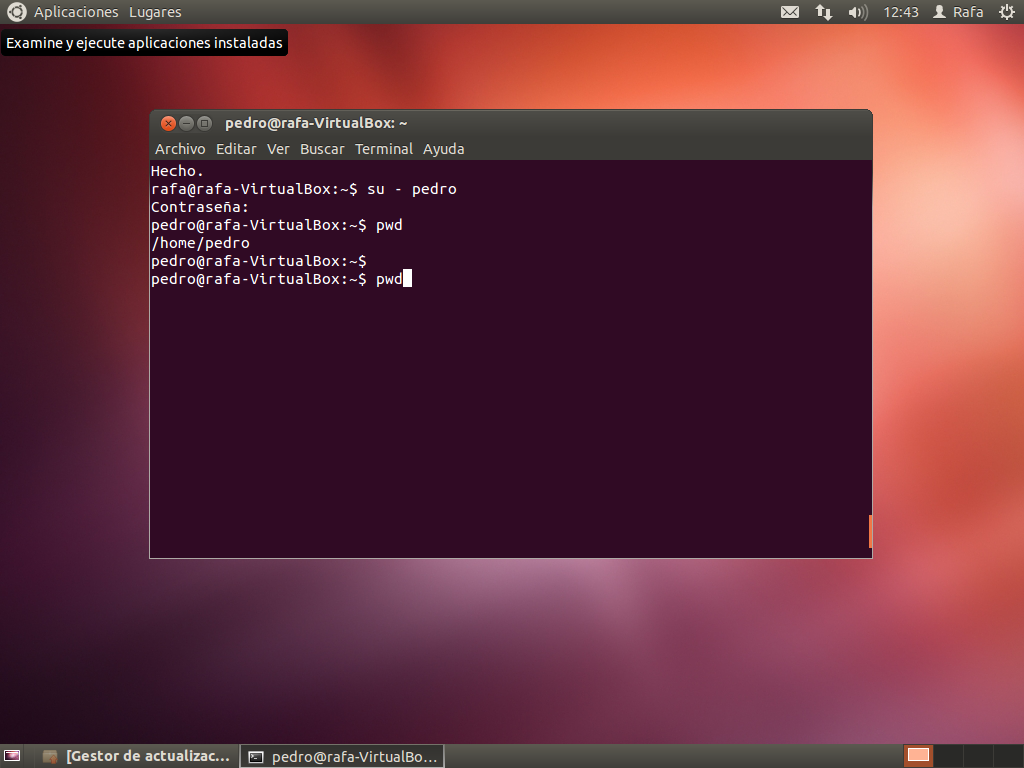 Aplicaciones Lugares 12:43 Rafa
Examine y ejecute aplicaciones instaladas
pedro@rafa-VirtualBox: ~
Archivo Editar Ver Buscar Terminal Ayuda
Hecho.
rafa@rafa-VirtualBox:~$ su - pedro
Contraseña:
pedro@rafa-VirtualBox:~$ pwd
/home/pedro
pedro@rafa-VirtualBox:~$
pedro@rafa-VirtualBox:~$ pwd
[Gestor de actualizac... pedro@rafa-VirtualBo...